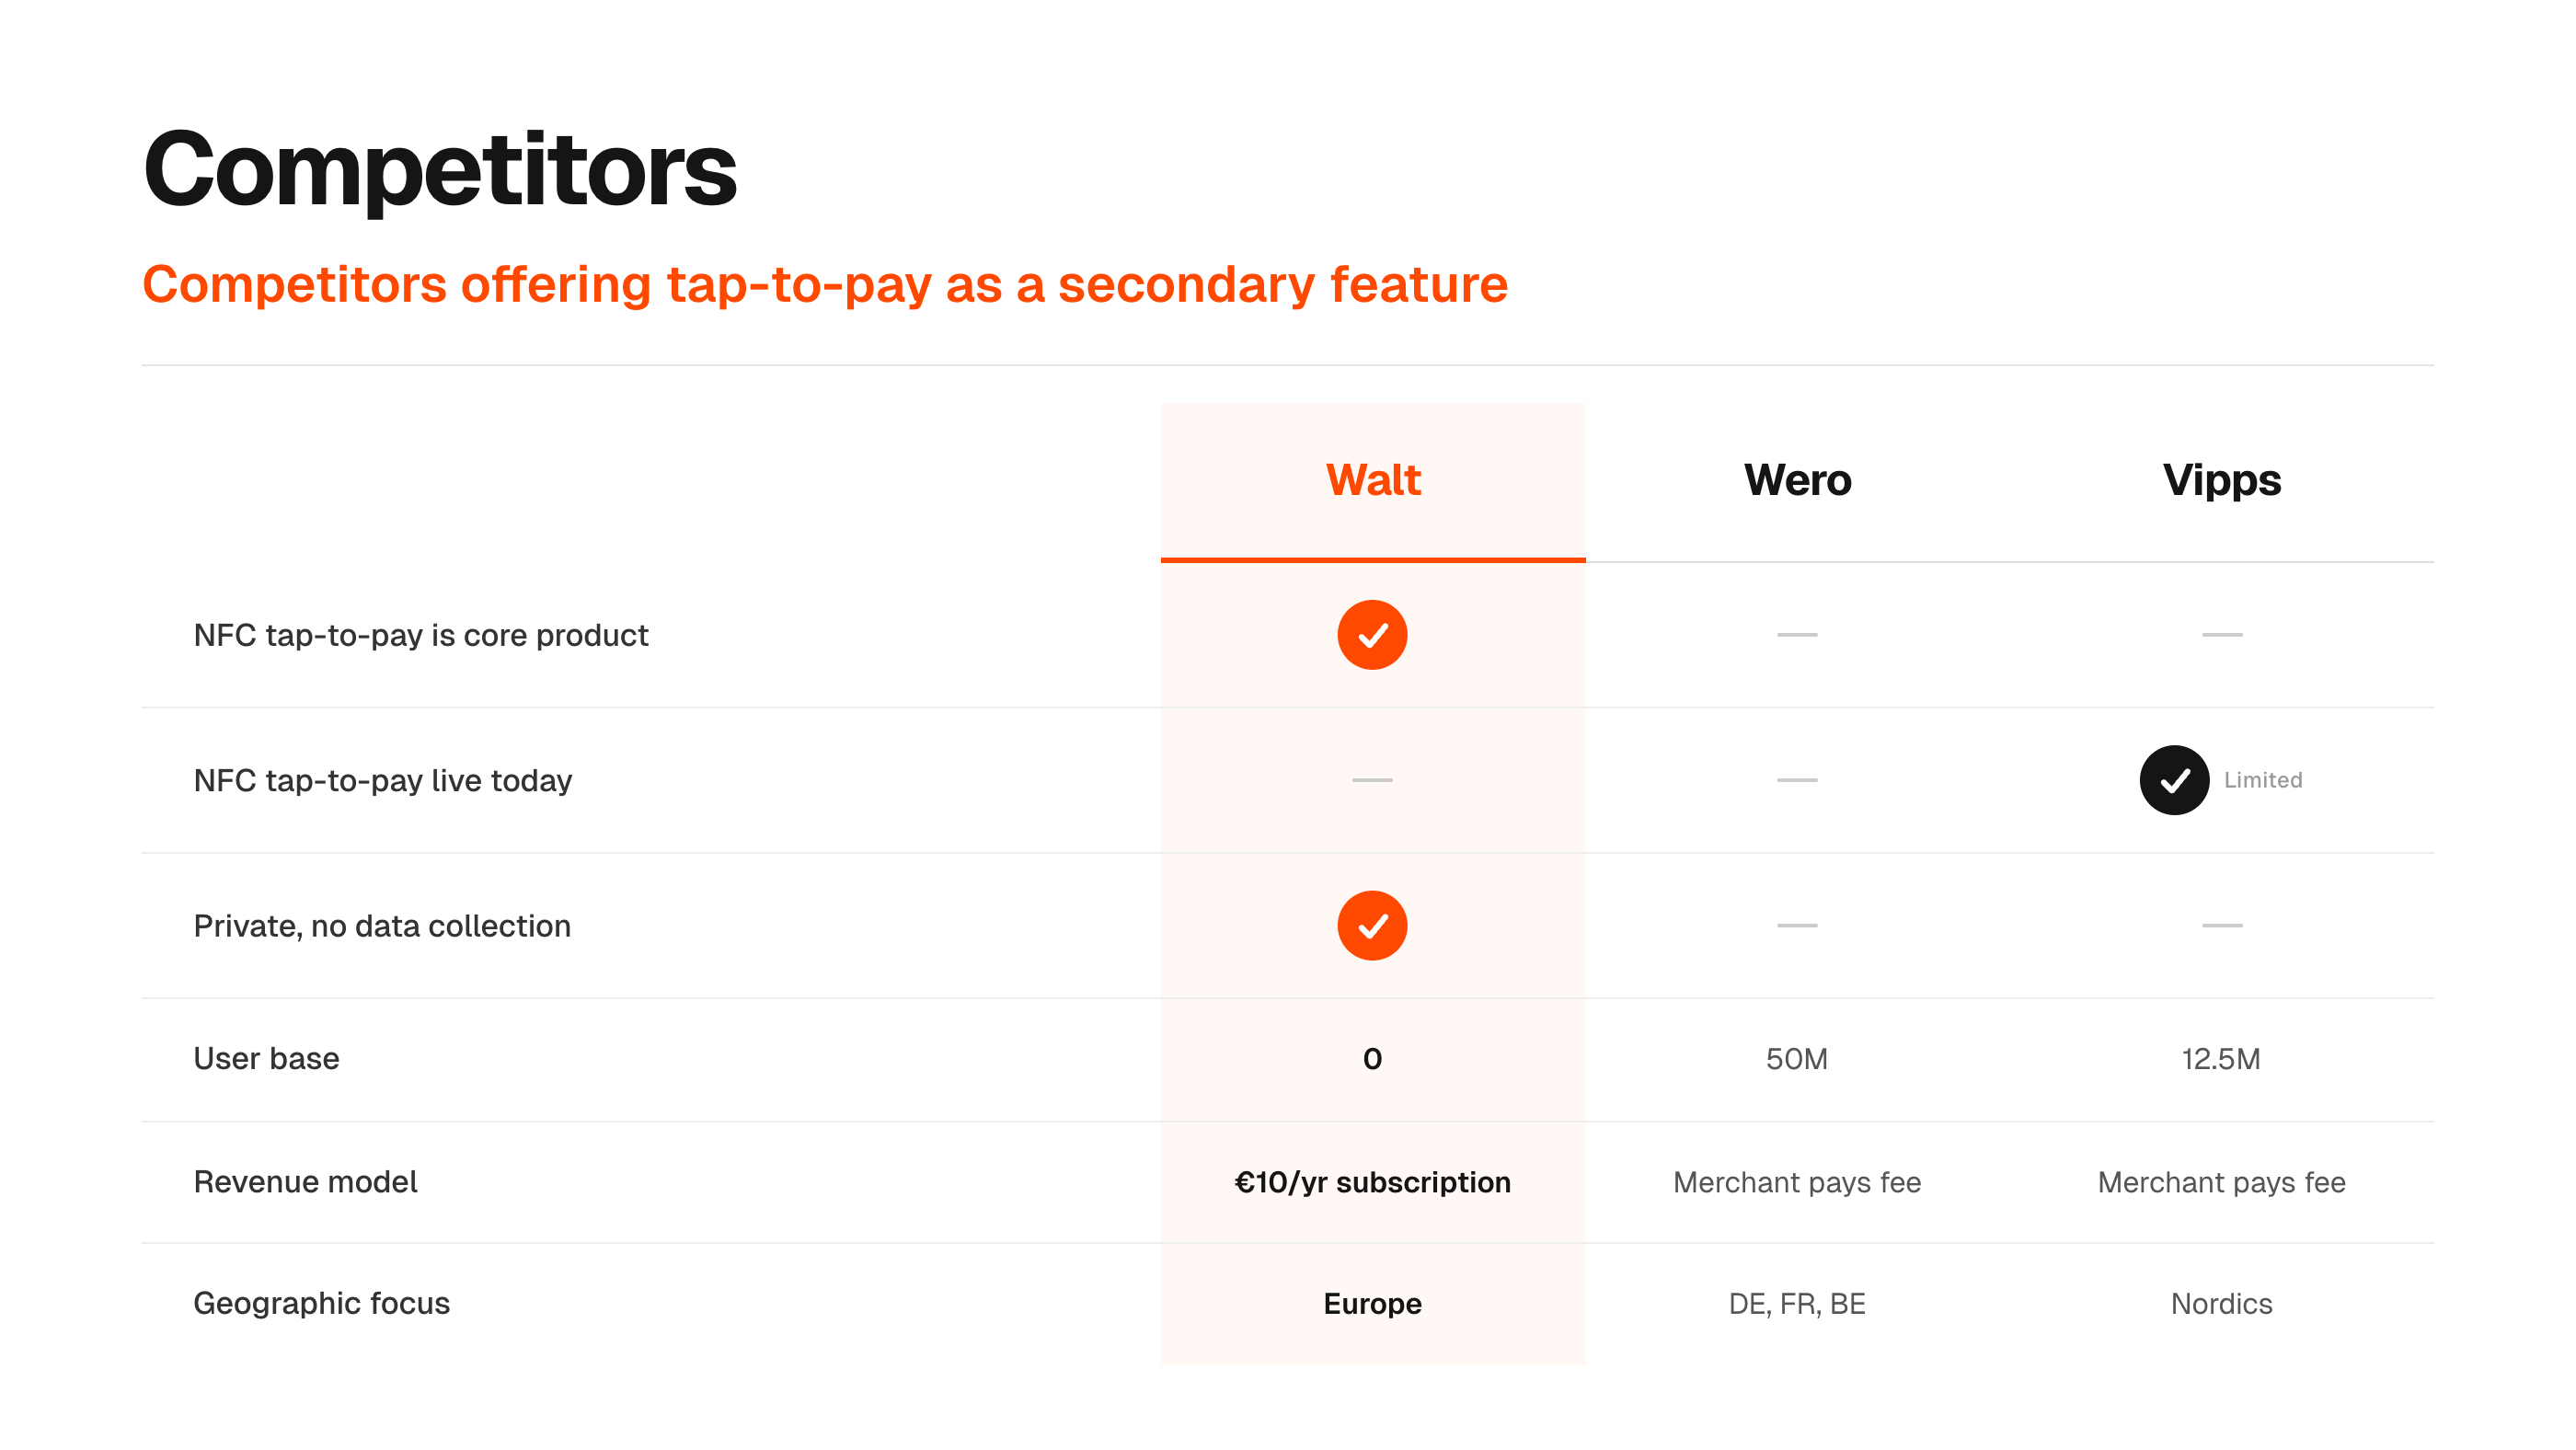 Competitors
Competitors offering tap-to-pay as a secondary feature
Walt Wero Vipps
NFC tap-to-pay is core product — —
NFC tap-to-pay live today — — Limited
Private, no data collection — —
User base 0 50M 12.5M
Revenue model €10/yr subscription Merchant pays fee Merchant pays fee
Geographic focus Europe DE, FR, BE Nordics